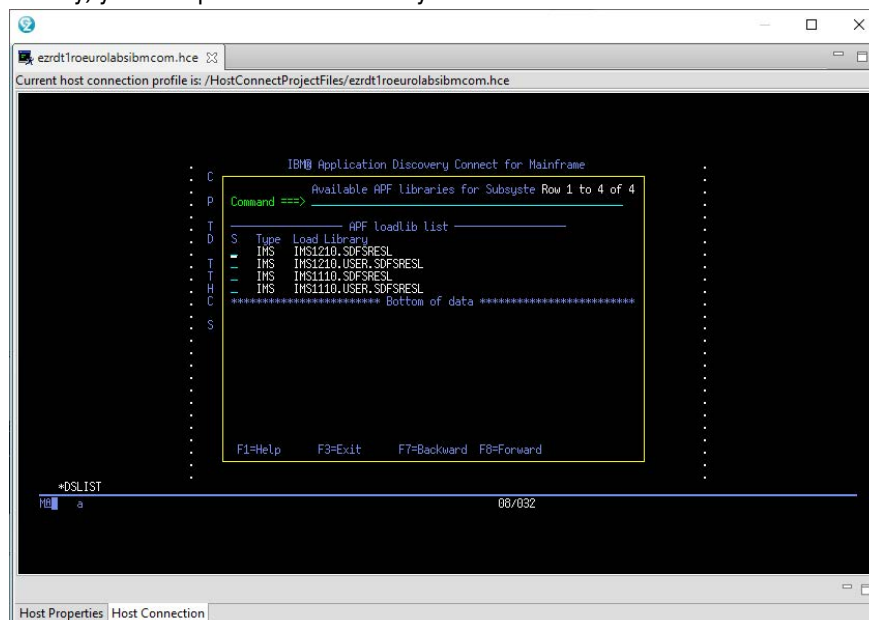 ezrdt1roeurolabsibmcom.hce
Current host connection profile is: /HostConnectProjectFiles/ezrdt1roeurolabsibmcom.hce
IBM® Application Discovery Connect for Mainframe
C
Available APF libraries for Subsyste Row 1 to 4 of 4
P Command ===>
T APF loadlib list
D S Type Load Library
_ IMS IMS1210.SDFSRESL
T _ IMS IMS1210.USER.SDFSRESL
T _ IMS IMS1110.SDFSRESL
H _ IMS IMS1110.USER.SDFSRESL
C ************************ Bottom of data *************************
S
F1=Help F3=Exit F7=Backward F8=Forward
*DSLIST
a 08/032
Host Properties Host Connection